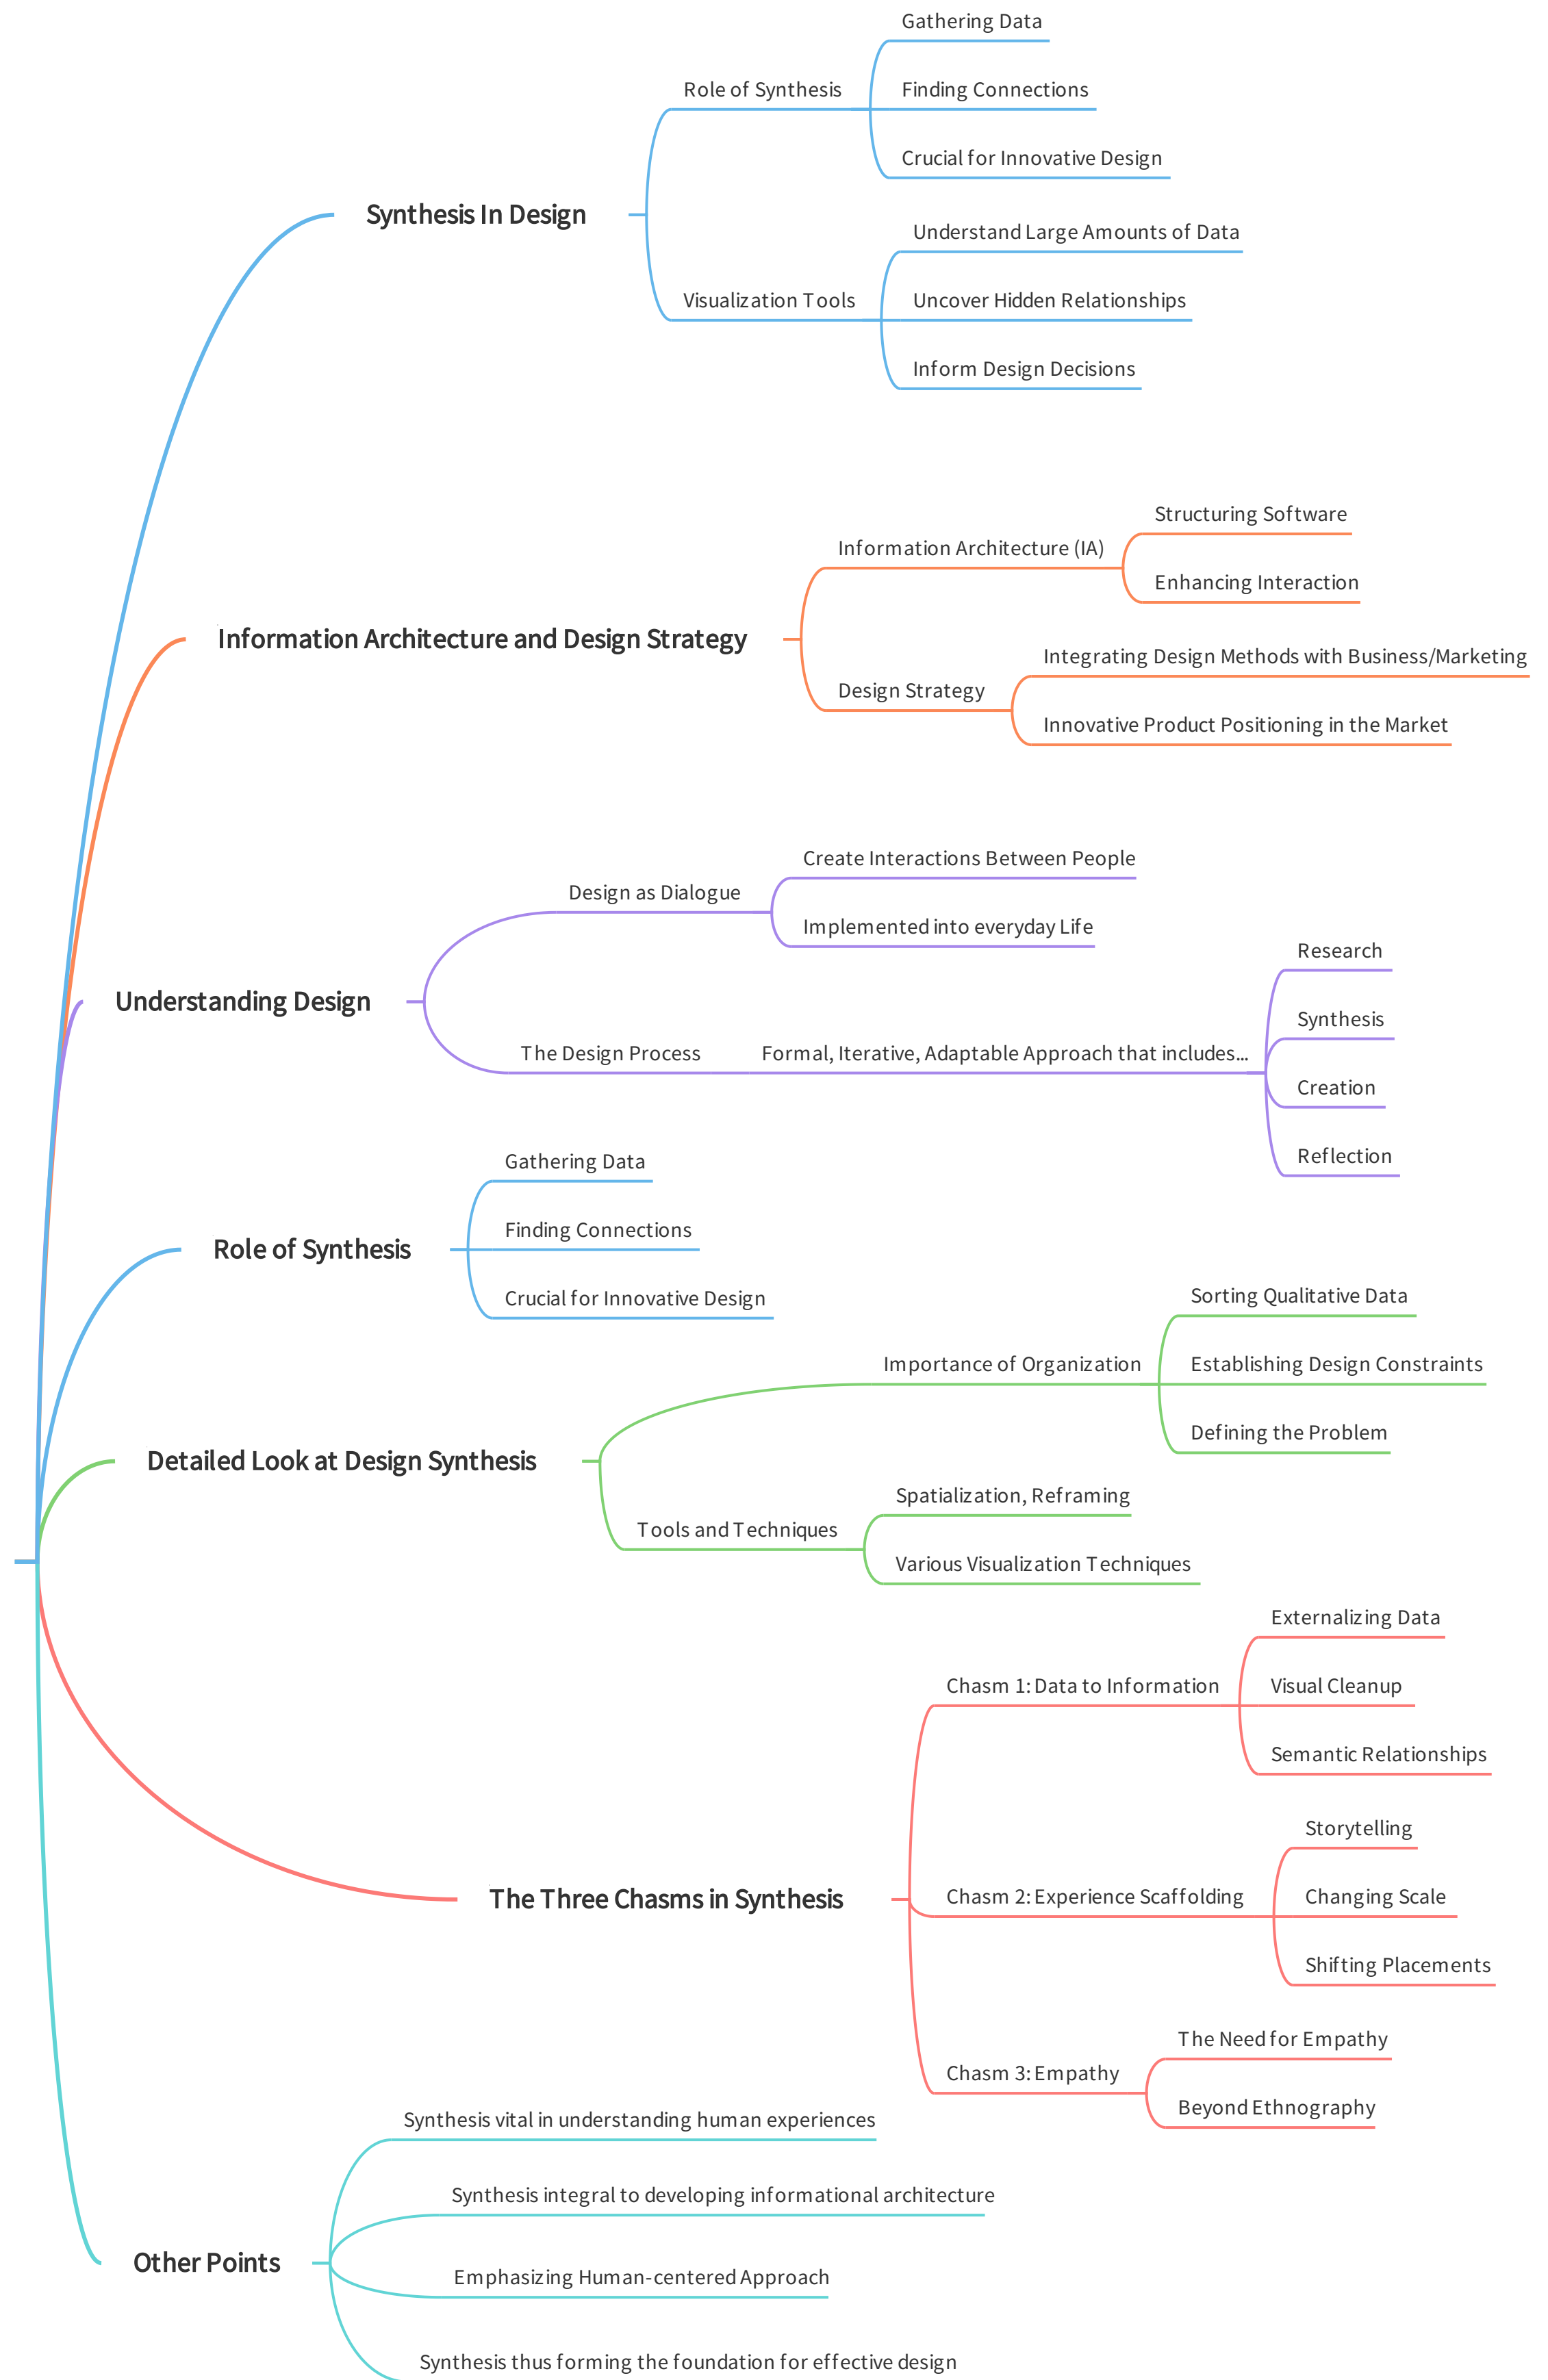 Synthesis In Design
Role of Synthesis
Gathering Data
Finding Connections
Crucial for Innovative Design
Visualization Tools
Understand Large Amounts of Data
Uncover Hidden Relationships
Inform Design Decisions
Information Architecture and Design Strategy
Information Architecture (IA)
Structuring Software
Enhancing Interaction
Design Strategy
Integrating Design Methods with Business/Marketing
Innovative Product Positioning in the Market
Understanding Design
Design as Dialogue
Create Interactions Between People
Implemented into everyday Life
The Design Process
Formal, Iterative, Adaptable Approach that includes...
Research
Synthesis
Creation
Reflection
Role of Synthesis
Gathering Data
Finding Connections
Crucial for Innovative Design
Detailed Look at Design Synthesis
Importance of Organization
Sorting Qualitative Data
Establishing Design Constraints
Defining the Problem
Tools and Techniques
Spatialization, Reframing
Various Visualization Techniques
The Three Chasms in Synthesis
Chasm 1: Data to Information
Externalizing Data
Visual Cleanup
Semantic Relationships
Chasm 2: Experience Scaffolding
Storytelling
Changing Scale
Shifting Placements
Chasm 3: Empathy
The Need for Empathy
Beyond Ethnography
Other Points
Synthesis vital in understanding human experiences
Synthesis integral to developing informational architecture
Emphasizing Human-centered Approach
Synthesis thus forming the foundation for effective design